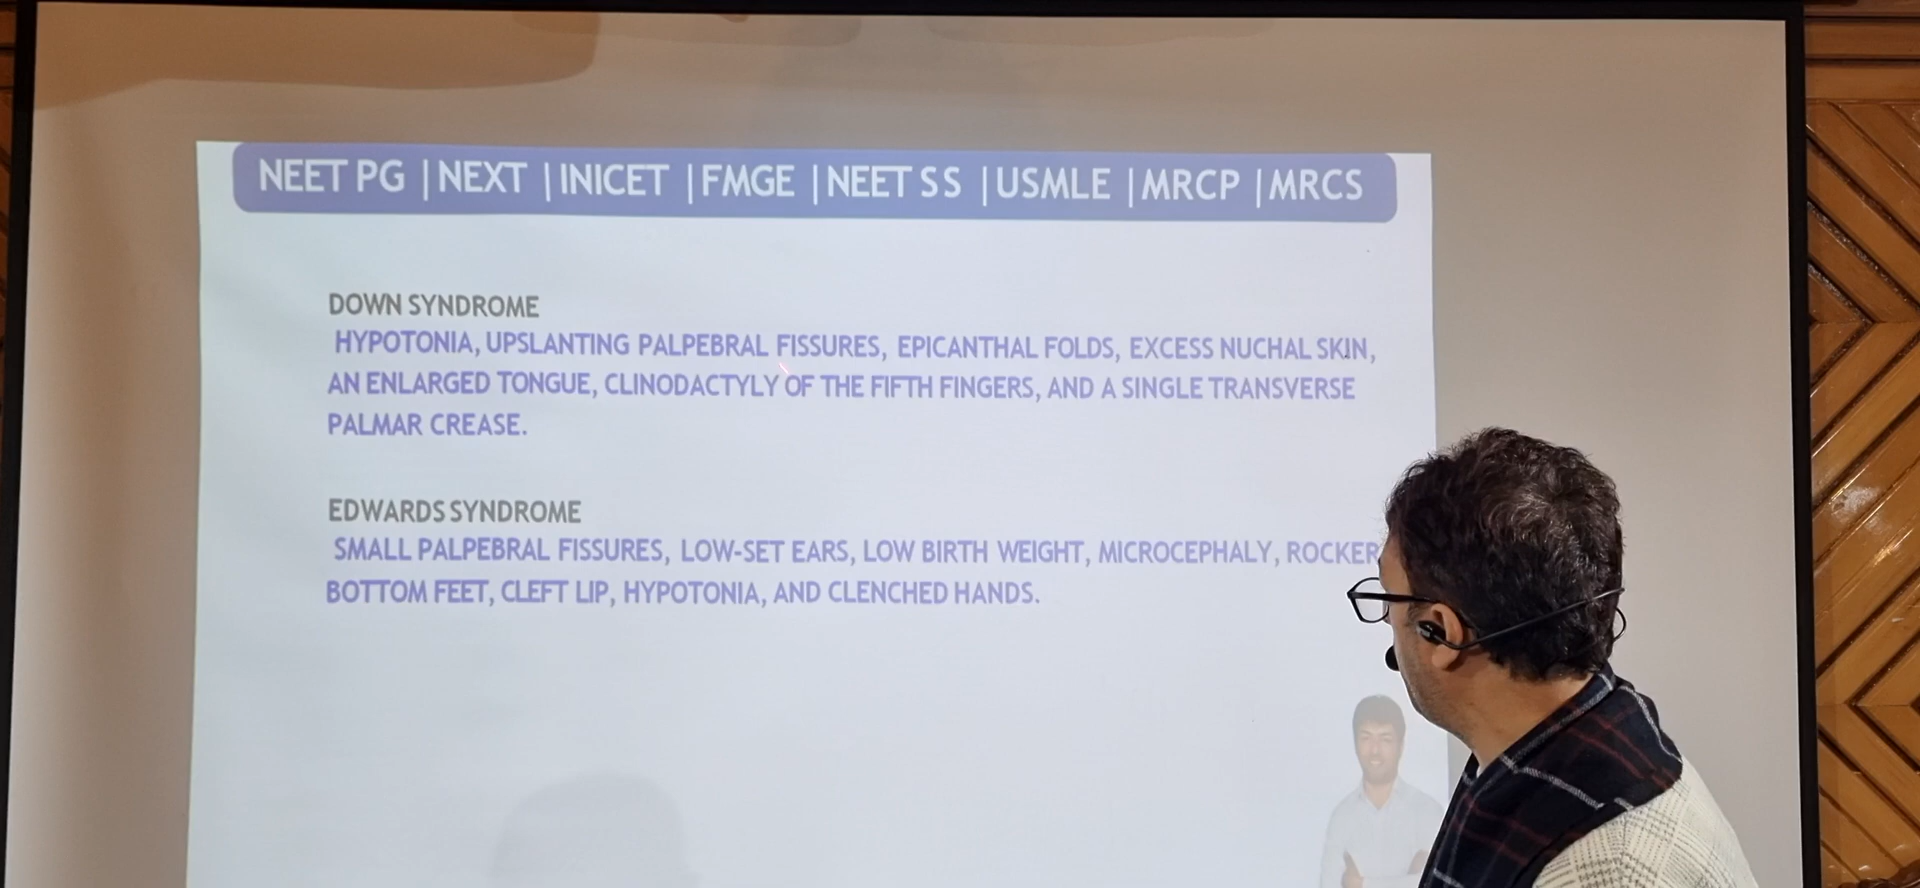 NEET PG | NEXT | INICET | FMGE | NEET SS | USMLE | MRCP | MRCS
DOWN SYNDROME
HYPOTONIA, UPSLANTING PALPEBRAL FISSURES, EPICANTHAL FOLDS, EXCESS NUCHAL SKIN,
AN ENLARGED TONGUE, CLINODACTYLY OF THE FIFTH FINGERS, AND A SINGLE TRANSVERSE
PALMAR CREASE.
EDWARDS SYNDROME
SMALL PALPEBRAL FISSURES, LOW-SET EARS, LOW BIRTH WEIGHT, MICROCEPHALY, ROCKER
BOTTOM FEET, CLEFT LIP, HYPOTONIA, AND CLENCHED HANDS.